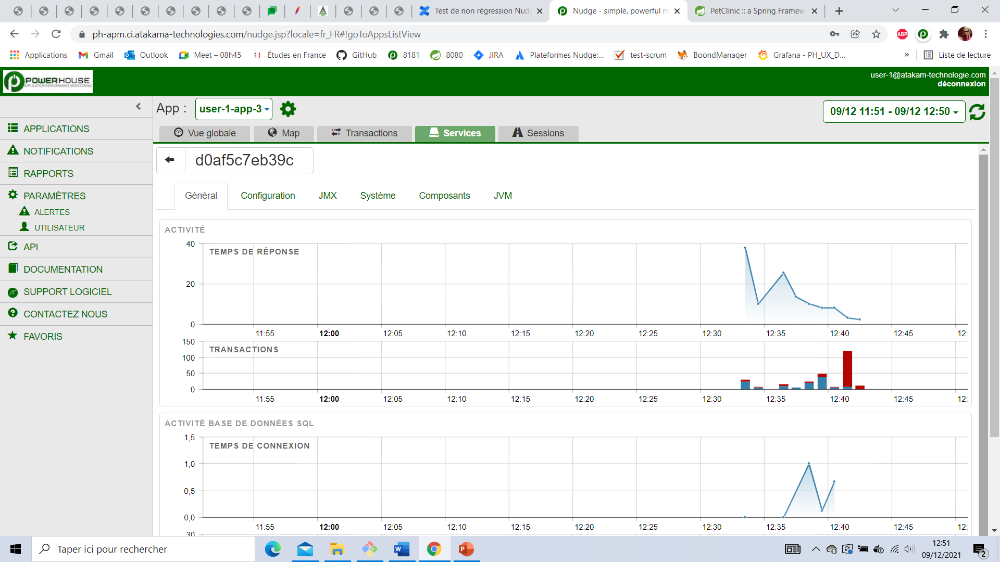 Test de non régression Nud
Nudge - simple, powerful m
PetClinic :: a Spring Framew
ph-apm.ci.atakama-technologies.com/nudge.jsp?locale=fr_FR#!goToAppsListView
ABP
Applications
Gmail
Outlook
Meet – 08h45
Études en France
GitHub
8181
8080
JIRA
Plateformes Nudge:...
test-scrum
BoondManager
Grafana - PH_UX_D...
»
Liste de lecture
POWERHOUSE
APPLICATION PERFORMANCE MONITORING
user-1@atakam-technologie.com
déconnexion
App :
user-1-app-3
09/12 11:51 - 09/12 12:50
APPLICATIONS
NOTIFICATIONS
RAPPORTS
PARAMÈTRES
ALERTES
UTILISATEUR
API
DOCUMENTATION
SUPPORT LOGICIEL
CONTACTEZ NOUS
FAVORIS
Vue globale
Map
Transactions
Services
Sessions
d0af5c7eb39c
Général
Configuration
JMX
Système
Composants
JVM
ACTIVITÉ
TEMPS DE RÉPONSE
40
20
0
11:55 12:00 12:05 12:10 12:15 12:20 12:25 12:30 12:35 12:40 12:45 12:
TRANSACTIONS
150
100
50
0
11:55 12:00 12:05 12:10 12:15 12:20 12:25 12:30 12:35 12:40 12:45 12:
ACTIVITÉ BASE DE DONNÉES SQL
TEMPS DE CONNEXION
1,5
1,0
0,5
0,0
11:55 12:00 12:05 12:10 12:15 12:20 12:25 12:30 12:35 12:40 12:45 12:
30
Taper ici pour rechercher
12:51
09/12/2021
2